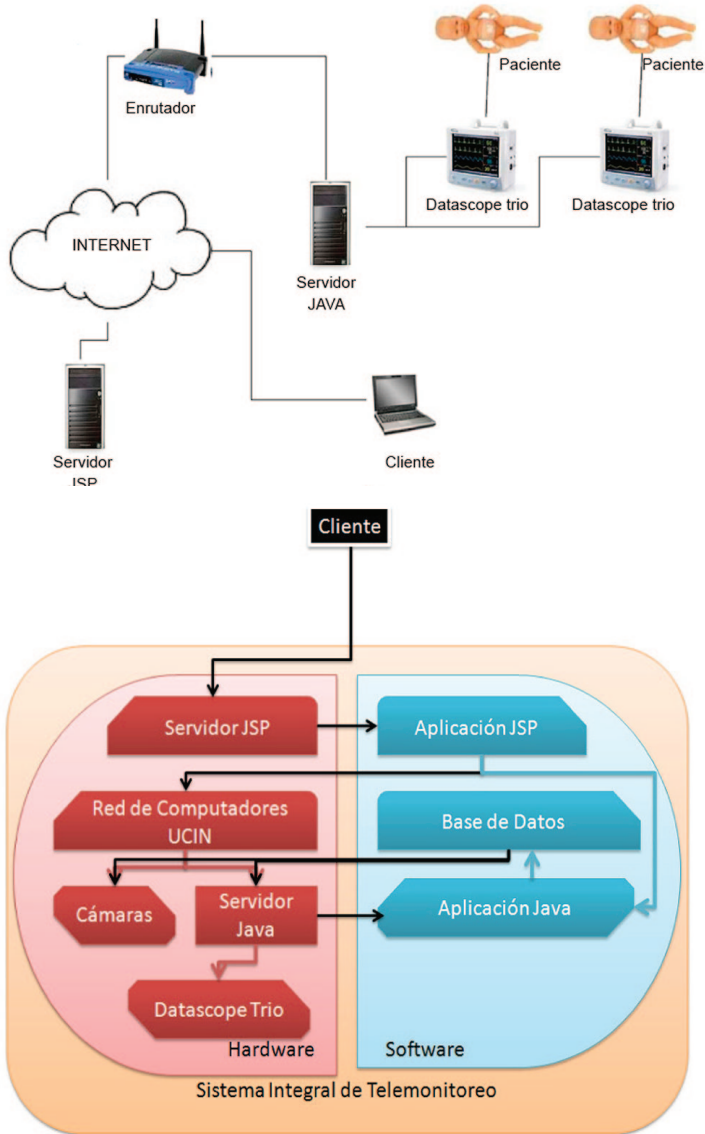 Enrutador
Paciente
Paciente
Datascope trio
Datascope trio
INTERNET
Servidor
JAVA
Servidor
JSP
Cliente
Cliente
Servidor JSP
Aplicación JSP
Red de Computadores
UCIN
Base de Datos
Cámaras
Servidor
Java
Aplicación Java
Datascope Trio
Hardware
Software
Sistema Integral de Telemonitoreo